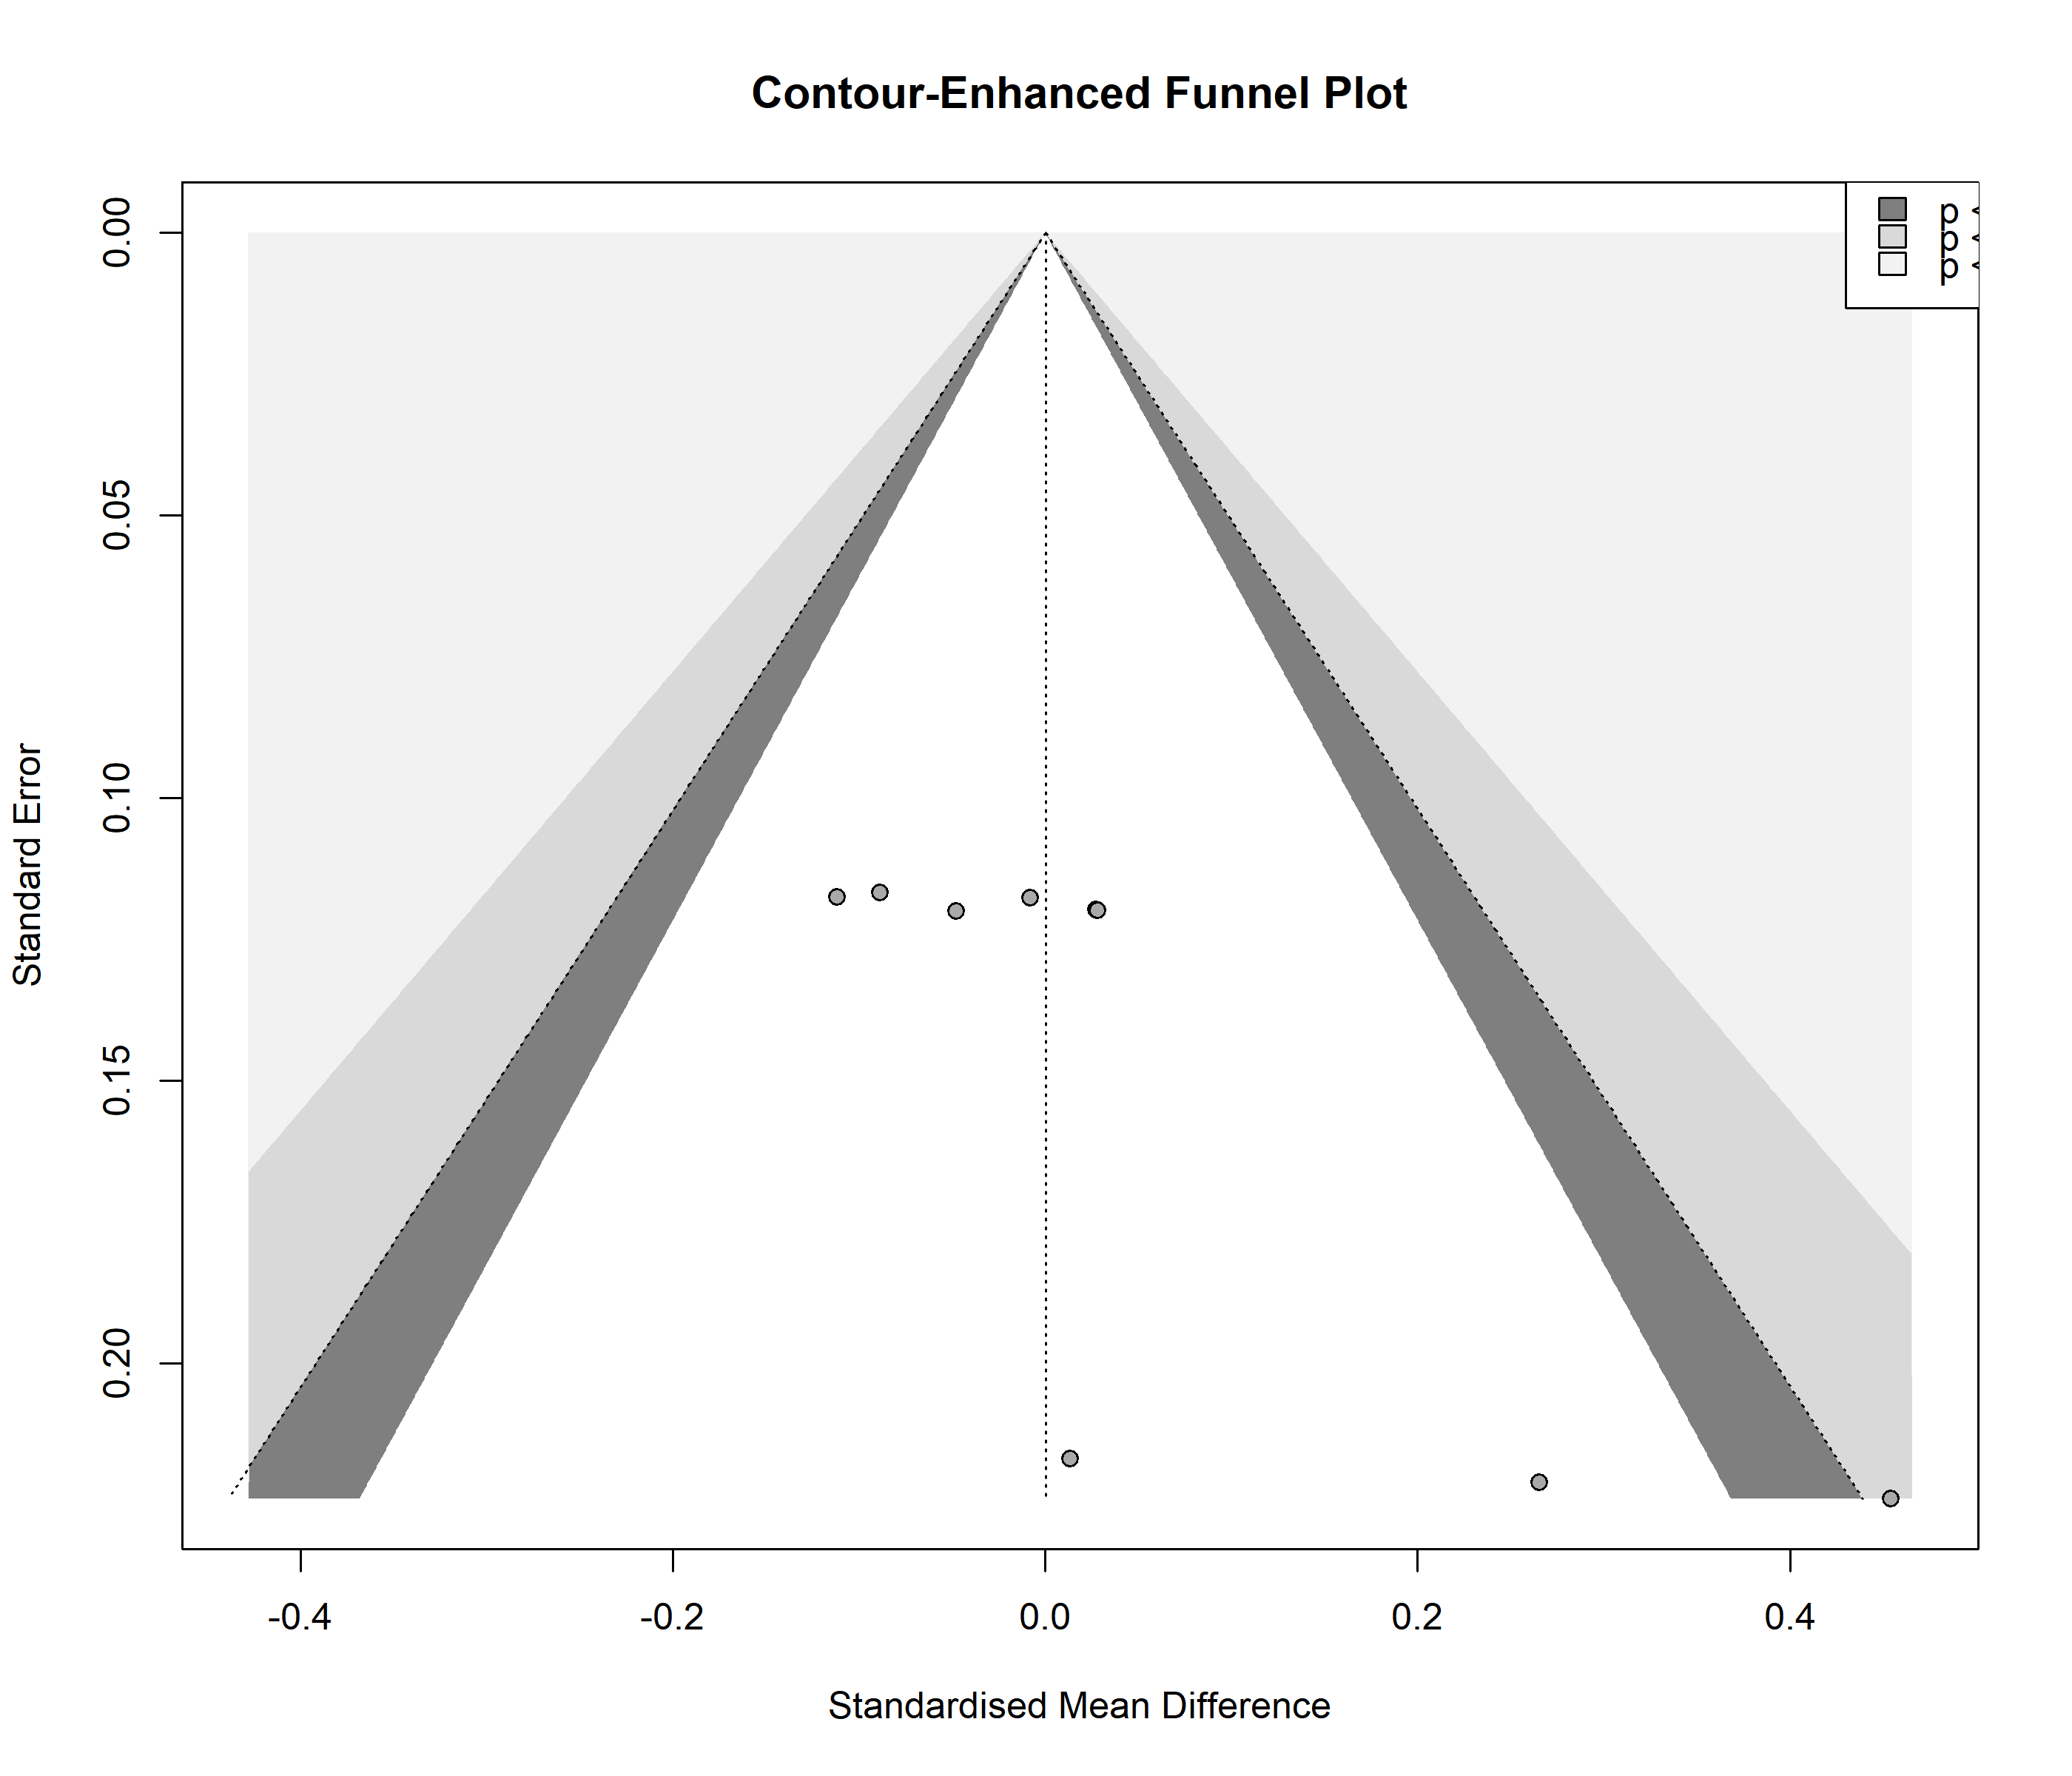 Contour-Enhanced Funnel Plot
p <
p <
p <
0.00
0.05
0.10
0.15
0.20
Standard Error
-0.4
-0.2
0.0
0.2
0.4
Standardised Mean Difference